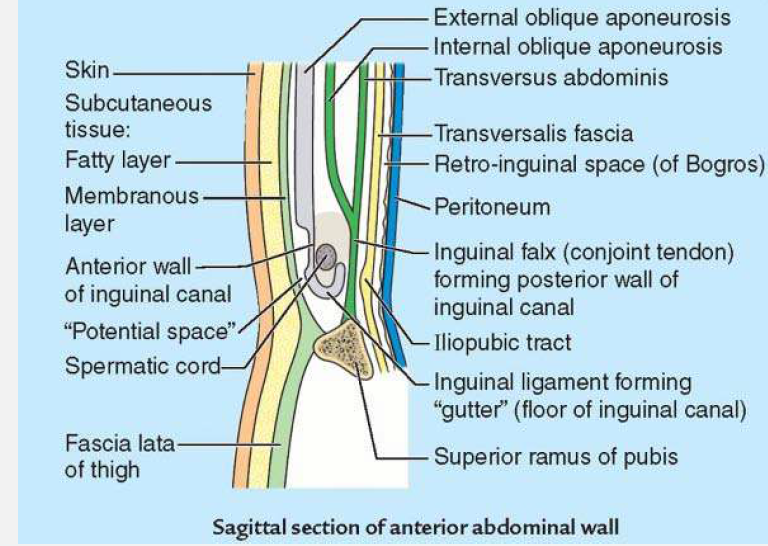 External oblique aponeurosis
Internal oblique aponeurosis
Transversus abdominis
Transversalis fascia
Retro-inguinal space (of Bogros)
Peritoneum
Inguinal falx (conjoint tendon)
forming posterior wall of
inguinal canal
Iliopubic tract
Inguinal ligament forming
“gutter” (floor of inguinal canal)
Superior ramus of pubis
Skin
Subcutaneous
tissue:
Fatty layer
Membranous
layer
Anterior wall
of inguinal canal
“Potential space”
Spermatic cord
Fascia lata
of thigh
Sagittal section of anterior abdominal wall